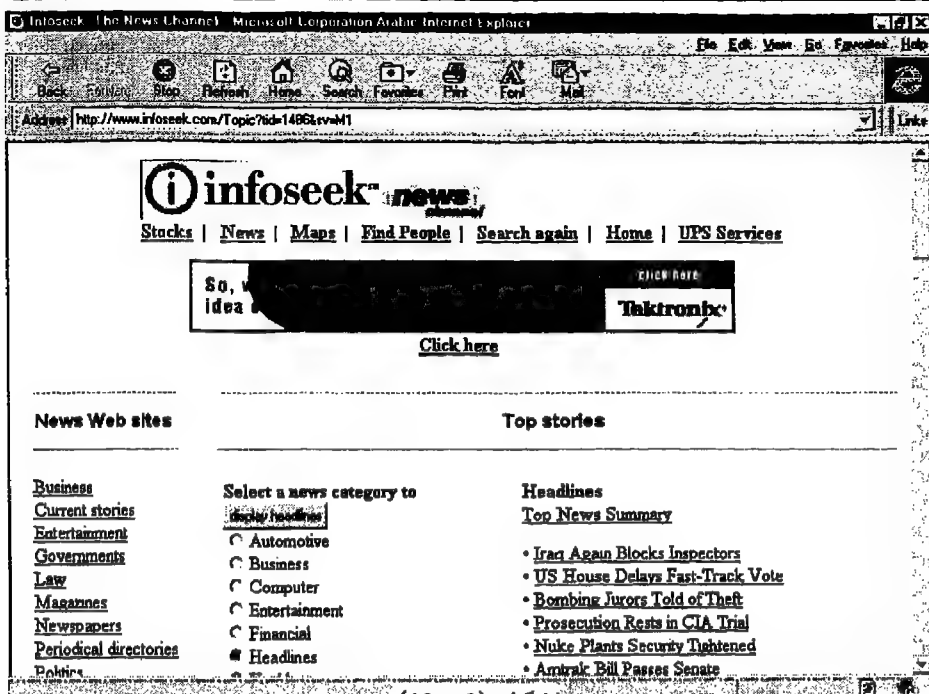 Infoseek: The News Channel - Microsoft Corporation Arabic Internet Explorer
File Edit View Go Favorites Help
Back Forward Stop Refresh Home Search Favorites Print Font Mail
Address http://www.infoseek.com/Topic?tid=1486&sv=M1 Links
infoseek news channel
Stocks | News | Maps | Find People | Search again | Home | UPS Services
So, w click here
idea Tektronix
Click here
News Web sites Top stories
Business
Current stories
Entertainment
Governments
Law
Magazines
Newspapers
Periodical directories
Politics
Select a news category to
display headlines
Automotive
Business
Computer
Entertainment
Financial
Headlines
Headlines
Top News Summary
• Iraq Again Blocks Inspectors
• US House Delays Fast-Track Vote
• Bombing Jurors Told of Theft
• Prosecution Rests in CIA Trial
• Nuke Plants Security Tightened
• Amtrak Bill Passes Senate